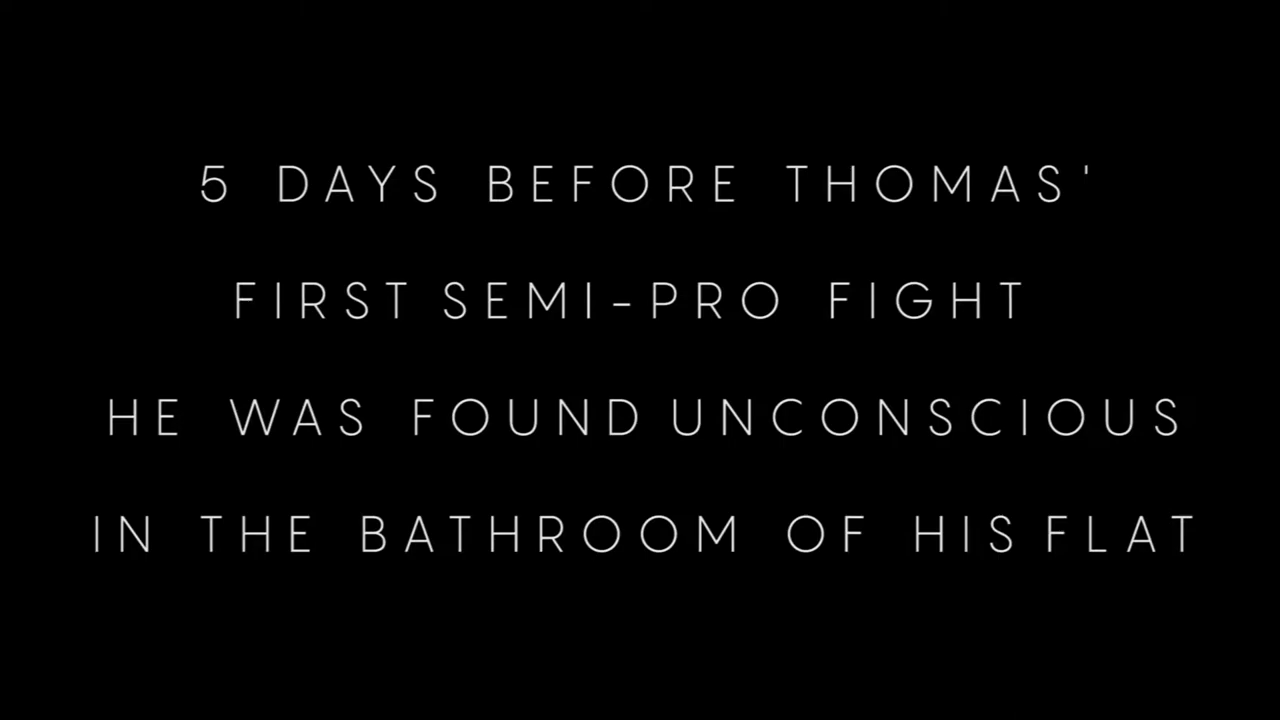 5 DAYS BEFORE THOMAS'
FIRST SEMI-PRO FIGHT
HE WAS FOUND UNCONSCIOUS
IN THE BATHROOM OF HIS FLAT